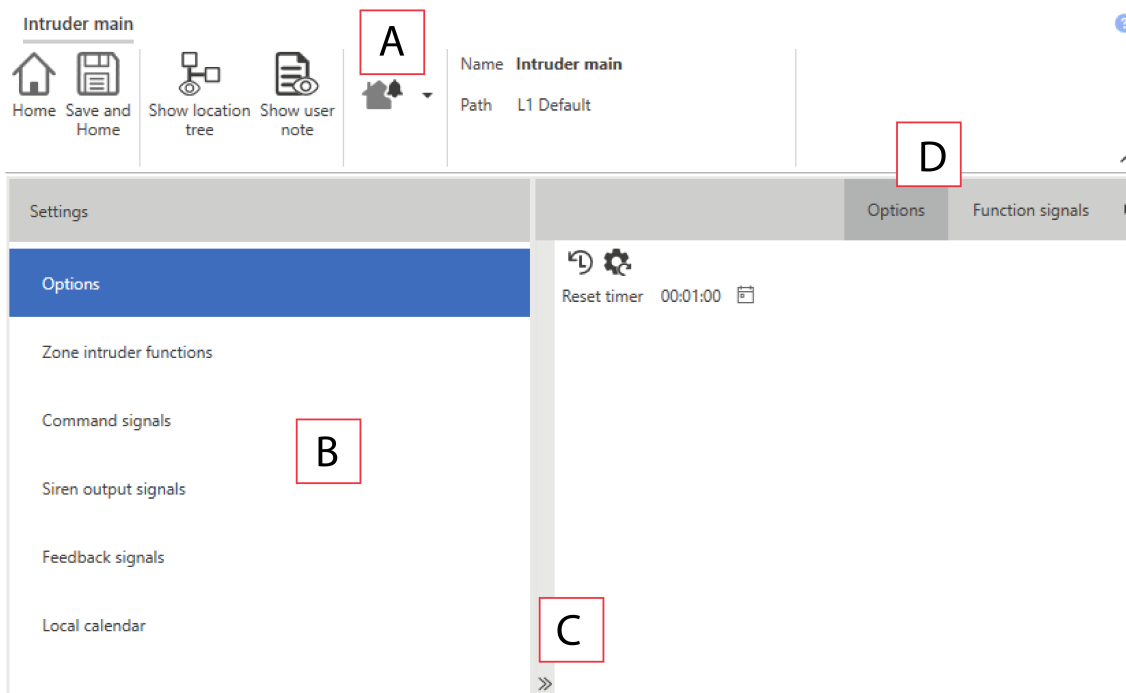 Intruder main
?
A
Name Intruder main
Home Save and Home
Show location tree
Show user note
Path L1 Default
D
Settings
Options Function signals
Options
Reset timer 00:01:00
Zone intruder functions
Command signals
B
Siren output signals
Feedback signals
Local calendar
C